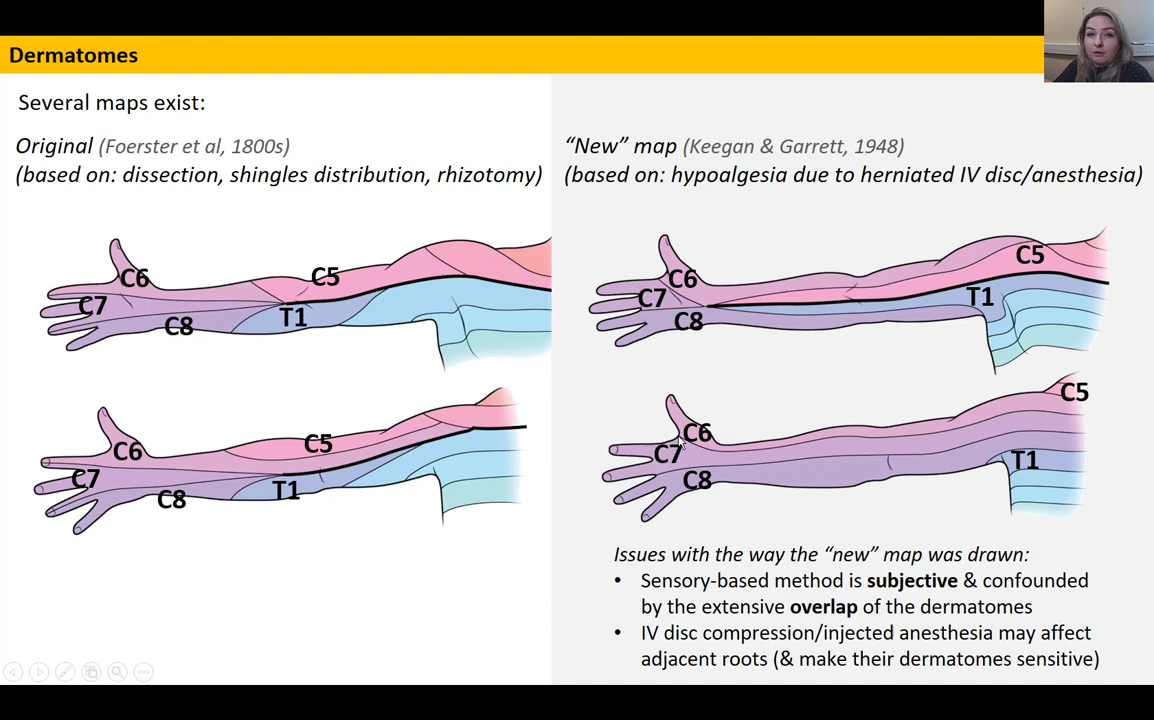 Dermatomes
Several maps exist:
Original (Foerster et al, 1800s)
(based on: dissection, shingles distribution, rhizotomy)
C6
C5
C7
T1
C8
C6
C5
C7
T1
C8
“New” map (Keegan & Garrett, 1948)
(based on: hypoalgesia due to herniated IV disc/anesthesia)
C5
C6
C7
T1
C8
C5
C6
C7
T1
C8
Issues with the way the “new” map was drawn:
• Sensory-based method is subjective & confounded
by the extensive overlap of the dermatomes
• IV disc compression/injected anesthesia may affect
adjacent roots (& make their dermatomes sensitive)